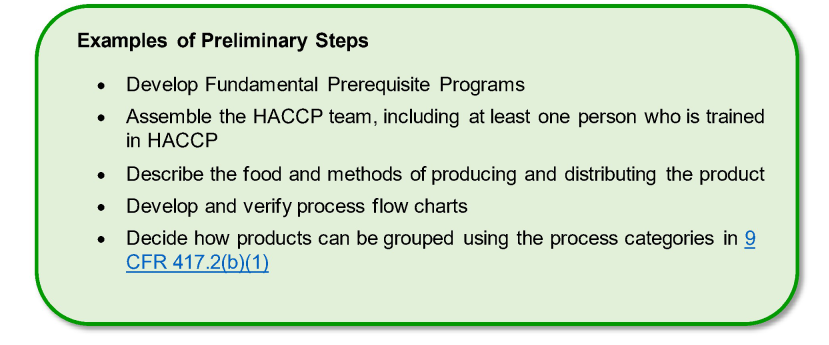 Examples of Preliminary Steps
• Develop Fundamental Prerequisite Programs
• Assemble the HACCP team, including at least one person who is trained
in HACCP
• Describe the food and methods of producing and distributing the product
• Develop and verify process flow charts
• Decide how products can be grouped using the process categories in 9
CFR 417.2(b)(1)